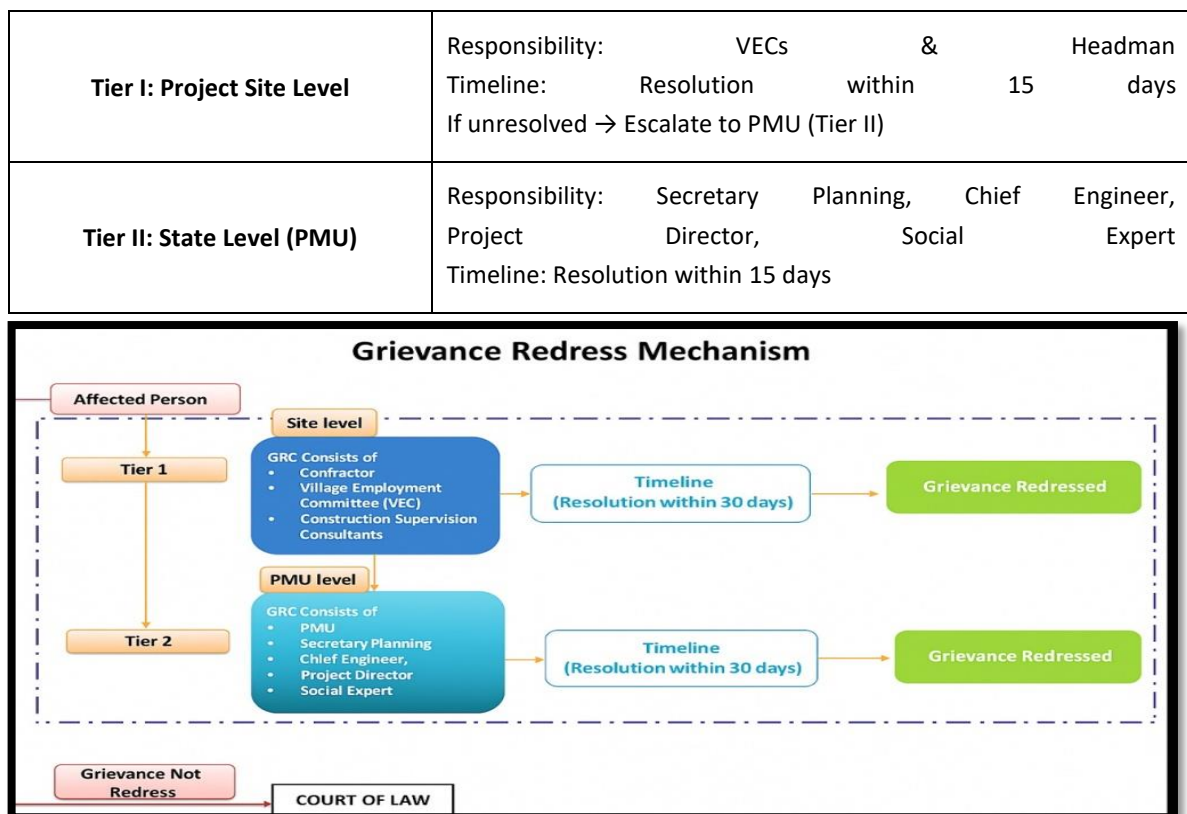 Tier I: Project Site Level
Responsibility: VECs & Headman
Timeline: Resolution within 15 days
If unresolved → Escalate to PMU (Tier II)
Tier II: State Level (PMU)
Responsibility: Secretary Planning, Chief Engineer,
Project Director, Social Expert
Timeline: Resolution within 15 days
Grievance Redress Mechanism
Affected Person
Site level
Tier 1
GRC Consists of
• Confractor
• Village Employment
Committee (VEC)
• Construction Supervision
Consultants
Timeline
(Resolution within 30 days)
Grievance Redressed
PMU level
Tier 2
GRC Consists of
• PMU
• Secretary Planning
• Chlef Engineer,
• Project Director
• Social Expert
Timeline
(Resolution within 30 days)
Grievance Redressed
Grievance Not
Redress
COURT OF LAW